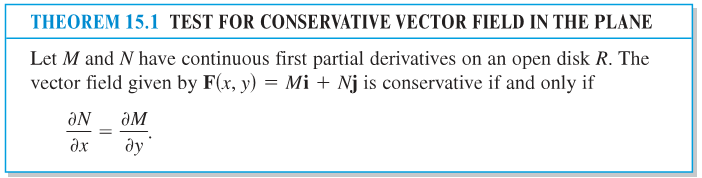 THEOREM 15.1 TEST FOR CONSERVATIVE VECTOR FIELD IN THE PLANE
Let M and N have continuous first partial derivatives on an open disk R. The
vector field given by F(x, y) = Mi + Nj is conservative if and only if
∂N/∂x = ∂M/∂y.